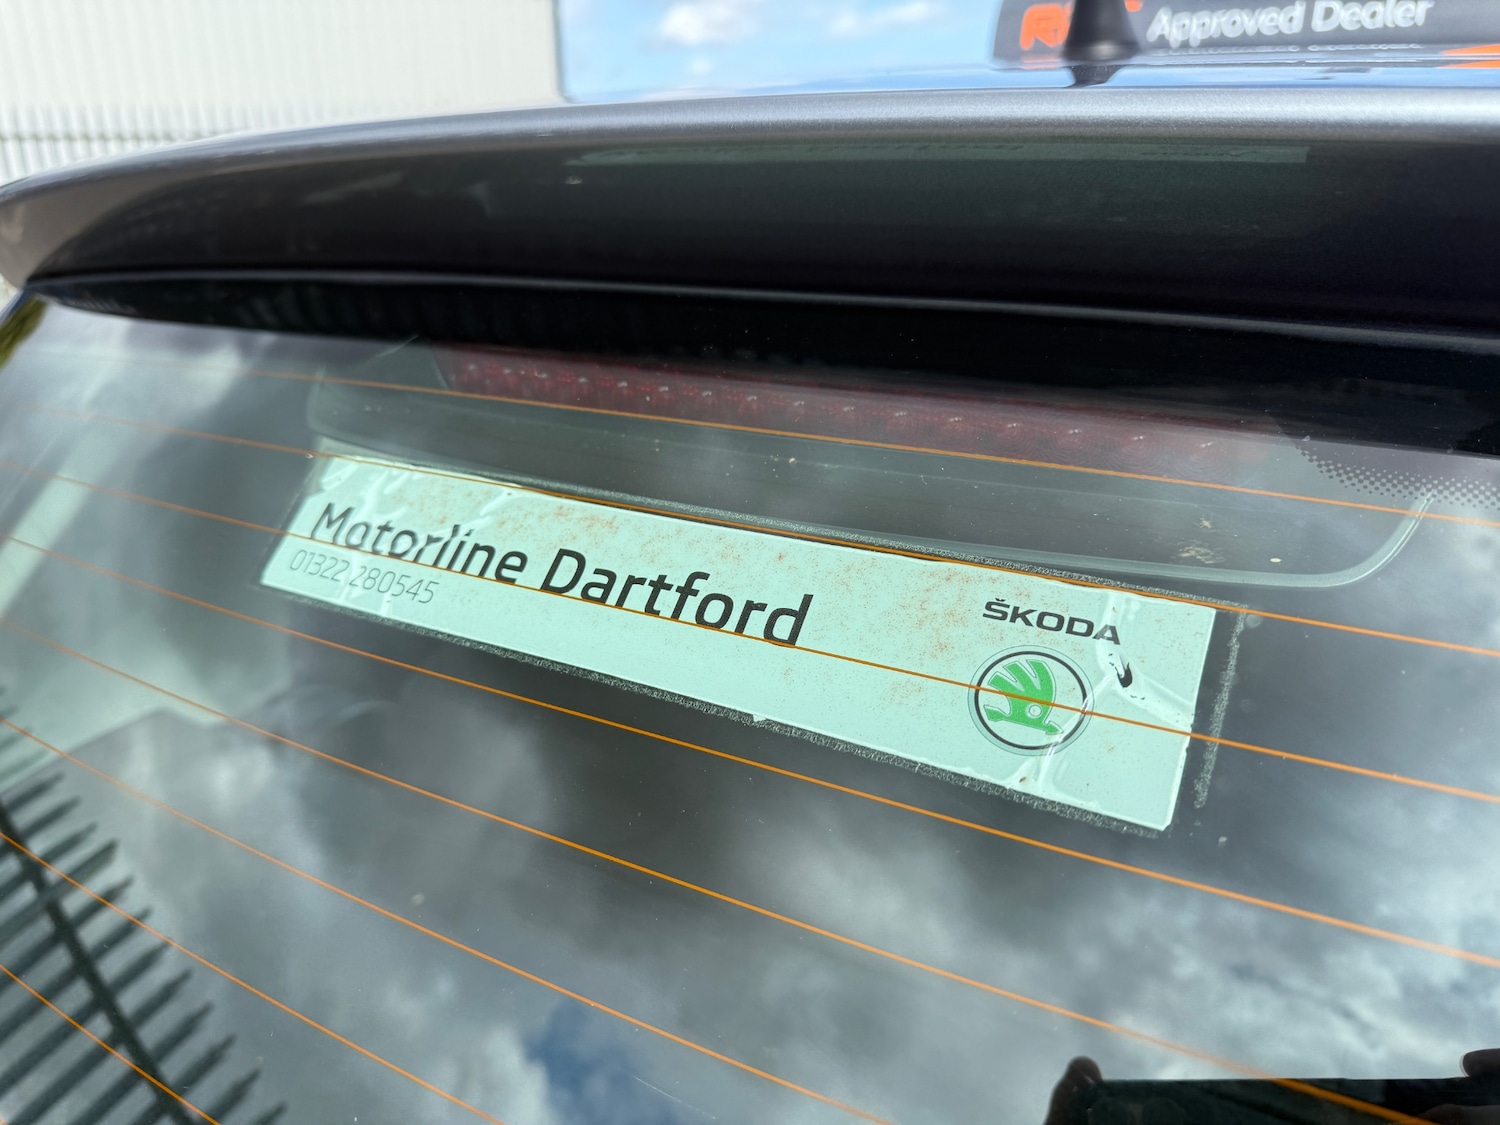 Approved Dealer
Motorline Dartford
01322 280545
ŠKODA